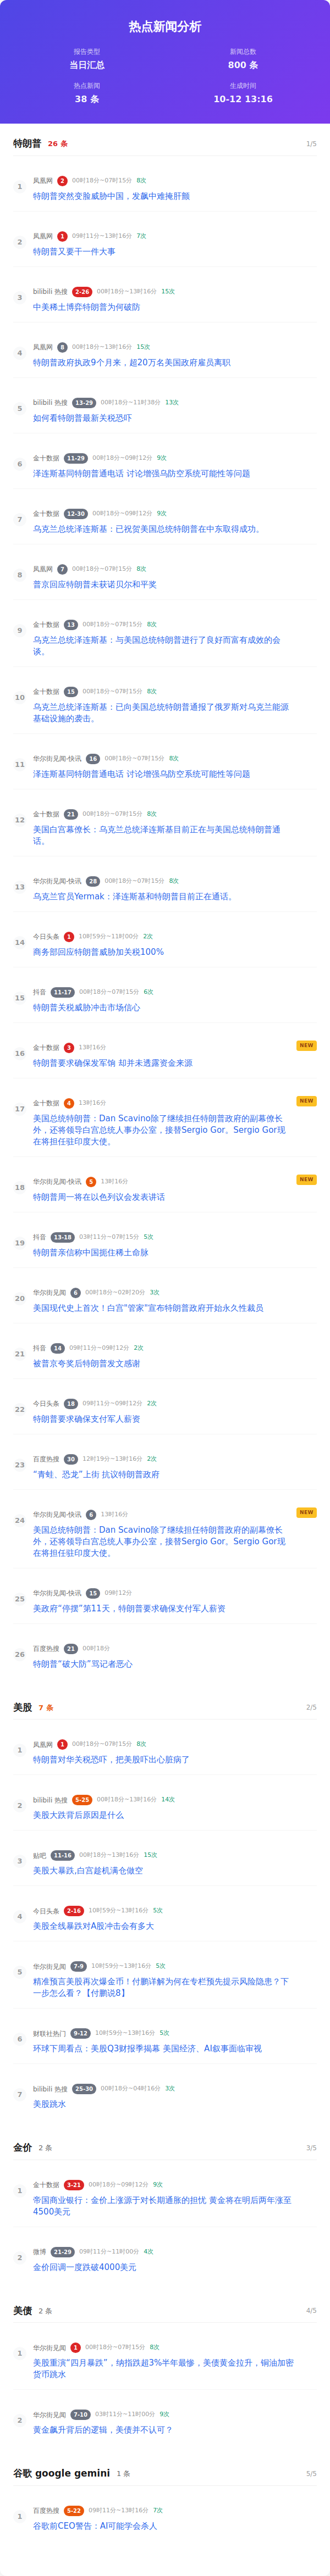 热点新闻分析
报告类型
新闻总数
当日汇总
800 条
热点新闻
生成时间
38 条
10-12 13:16
特朗普 26 条 1/5
1
凤凰网 2 00时18分~07时15分 8次
特朗普突然变脸威胁中国，发飙中难掩肝颤
2
凤凰网 1 09时11分~13时16分 7次
特朗普又要干一件大事
3
bilibili 热搜 2-26 00时18分~13时16分 15次
中美稀土博弈特朗普为何破防
4
凤凰网 8 00时18分~13时16分 15次
特朗普政府执政9个月来，超20万名美国政府雇员离职
5
bilibili 热搜 13-29 00时18分~11时38分 13次
如何看特朗普最新关税恐吓
6
金十数据 11-29 00时18分~09时12分 9次
泽连斯基同特朗普通电话 讨论增强乌防空系统可能性等问题
7
金十数据 11-30 00时18分~09时12分 9次
乌克兰总统泽连斯基：已祝贺美国总统特朗普在中东取得成功。
8
凤凰网 7 00时18分~07时15分 8次
普京回应特朗普未获诺贝尔和平奖
9
金十数据 13 00时18分~07时15分 8次
乌克兰总统泽连斯基：与美国总统特朗普进行了良好而富有成效的会
谈。
10
金十数据 15 00时18分~07时15分 8次
乌克兰总统泽连斯基：已向美国总统特朗普通报了俄罗斯对乌克兰能源
基础设施的袭击。
11
华尔街见闻-快讯 16 00时18分~07时15分 8次
泽连斯基同特朗普通电话 讨论增强乌防空系统可能性等问题
12
金十数据 21 00时18分~07时15分 8次
美国白宫幕僚长：乌克兰总统泽连斯基目前正在与美国总统特朗普通
话。
13
华尔街见闻-快讯 28 00时18分~07时15分 8次
乌克兰官员Yermak：泽连斯基和特朗普目前正在通话。
14
今日头条 1 10时59分~11时00分 2次
商务部回应特朗普威胁加关税100%
15
抖音 11-17 00时18分~07时15分 6次
特朗普关税威胁冲击市场信心
16
金十数据 3 13时16分 NEW
特朗普要求确保发军饷 却并未透露资金来源
17
金十数据 4 13时16分 NEW
美国总统特朗普：Dan Scavino除了继续担任特朗普政府的副幕僚长
外，还将领导白宫总统人事办公室，接替Sergio Gor。Sergio Gor现
在将担任驻印度大使。
18
华尔街见闻-快讯 5 13时16分 NEW
特朗普周一将在以色列议会发表讲话
19
抖音 13-18 03时11分~07时15分 5次
特朗普亲信称中国扼住稀土命脉
20
华尔街见闻 6 00时18分~02时20分 3次
美国现代史上首次！白宫"管家"宣布特朗普政府开始永久性裁员
21
抖音 14 09时11分~09时12分 2次
被普京夸奖后特朗普发文感谢
22
今日头条 18 09时11分~09时12分 2次
特朗普要求确保支付军人薪资
23
百度热搜 30 12时19分~13时16分 2次
“青蛙、恐龙”上街 抗议特朗普政府
24
华尔街见闻-快讯 6 13时16分 NEW
美国总统特朗普：Dan Scavino除了继续担任特朗普政府的副幕僚长
外，还将领导白宫总统人事办公室，接替Sergio Gor。Sergio Gor现
在将担任驻印度大使。
25
华尔街见闻-快讯 15 09时12分
美政府“停摆”第11天，特朗普要求确保支付军人薪资
26
百度热搜 21 00时18分
特朗普“破大防”骂记者恶心
美股 7 条 2/5
1
凤凰网 1 00时18分~07时15分 8次
特朗普对华关税恐吓，把美股吓出心脏病了
2
bilibili 热搜 5-25 00时18分~13时16分 14次
美股大跌背后原因是什么
3
贴吧 11-16 00时18分~13时16分 15次
美股大暴跌,白宫趁机满仓做空
4
今日头条 2-16 10时59分~13时16分 5次
美股全线暴跌对A股冲击会有多大
5
华尔街见闻 7-9 10时59分~13时16分 5次
精准预言美股再次爆金币！付鹏详解为何在专栏预先提示风险隐患？下
一步怎么看？【付鹏说8】
6
财联社热门 9-12 10时59分~13时16分 5次
环球下周看点：美股Q3财报季揭幕 美国经济、AI叙事面临审视
7
bilibili 热搜 25-30 00时18分~04时16分 3次
美股跳水
金价 2 条 3/5
1
金十数据 3-21 00时18分~09时12分 9次
帝国商业银行：金价上涨源于对长期通胀的担忧 黄金将在明后两年涨至
4500美元
2
微博 21-29 09时11分~11时00分 4次
金价回调一度跌破4000美元
美债 2 条 4/5
1
华尔街见闻 1 00时18分~07时15分 8次
美股重演“四月暴跌”，纳指跌超3%半年最惨，美债黄金拉升，铜油加密
货币跳水
2
华尔街见闻 7-10 03时11分~11时00分 9次
黄金飙升背后的逻辑，美债并不认可？
谷歌 google gemini 1 条 5/5
1
百度热搜 5-22 09时11分~13时16分 7次
谷歌前CEO警告：AI可能学会杀人